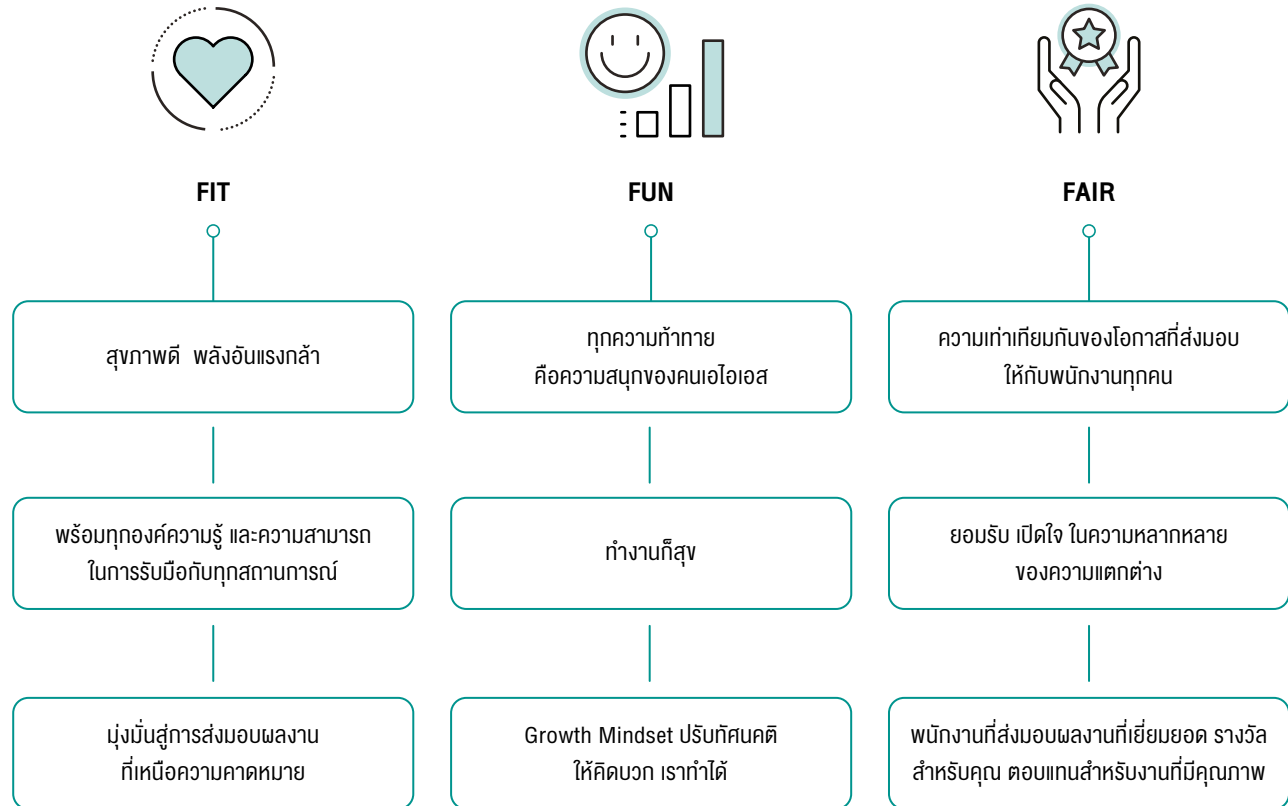 FIT
สุขภาพดี พลังอันแรงกล้า
พร้อมทุกองค์ความรู้ และความสามารถ
ในการรับมือกับทุกสถานการณ์
มุ่งมั่นสู่การส่งมอบผลงาน
ที่เหนือความคาดหมาย
FUN
ทุกความท้าทาย
คือความสนุกของคนเอไอเอส
ทำงานก็สุข
Growth Mindset ปรับทัศนคติ
ให้คิดบวก เราทำได้
FAIR
ความเท่าเทียมกันของโอกาสที่ส่งมอบ
ให้กับพนักงานทุกคน
ยอมรับ เปิดใจ ในความหลากหลาย
ของความแตกต่าง
พนักงานที่ส่งมอบผลงานที่เยี่ยมยอด รางวัล
สำหรับคุณ ตอบแทนสำหรับงานที่มีคุณภาพ